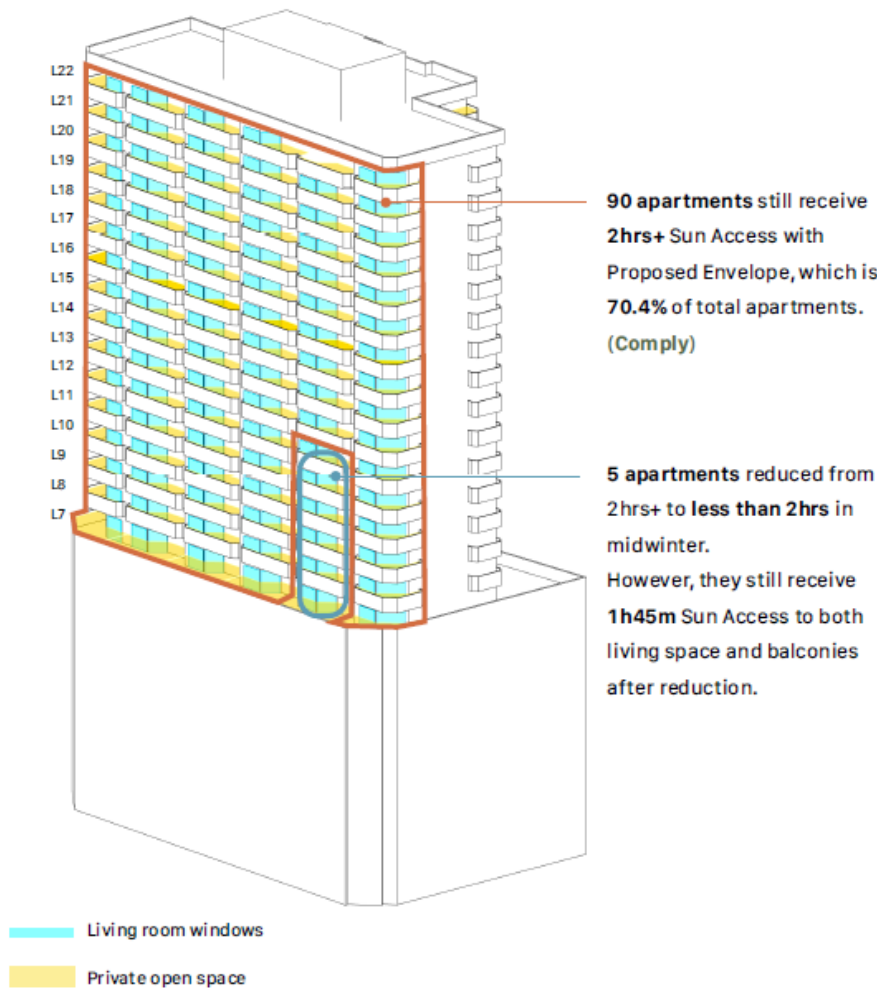 L22
L21
L20
L19
L18
L17
L16
L15
L14
L13
L12
L11
L10
L9
L8
L7
90 apartments still receive
2hrs+ Sun Access with
Proposed Envelope, which is
70.4% of total apartments.
(Comply)
5 apartments reduced from
2hrs+ to less than 2hrs in
midwinter.
However, they still receive
1h45m Sun Access to both
living space and balconies
after reduction.
Living room windows
Private open space